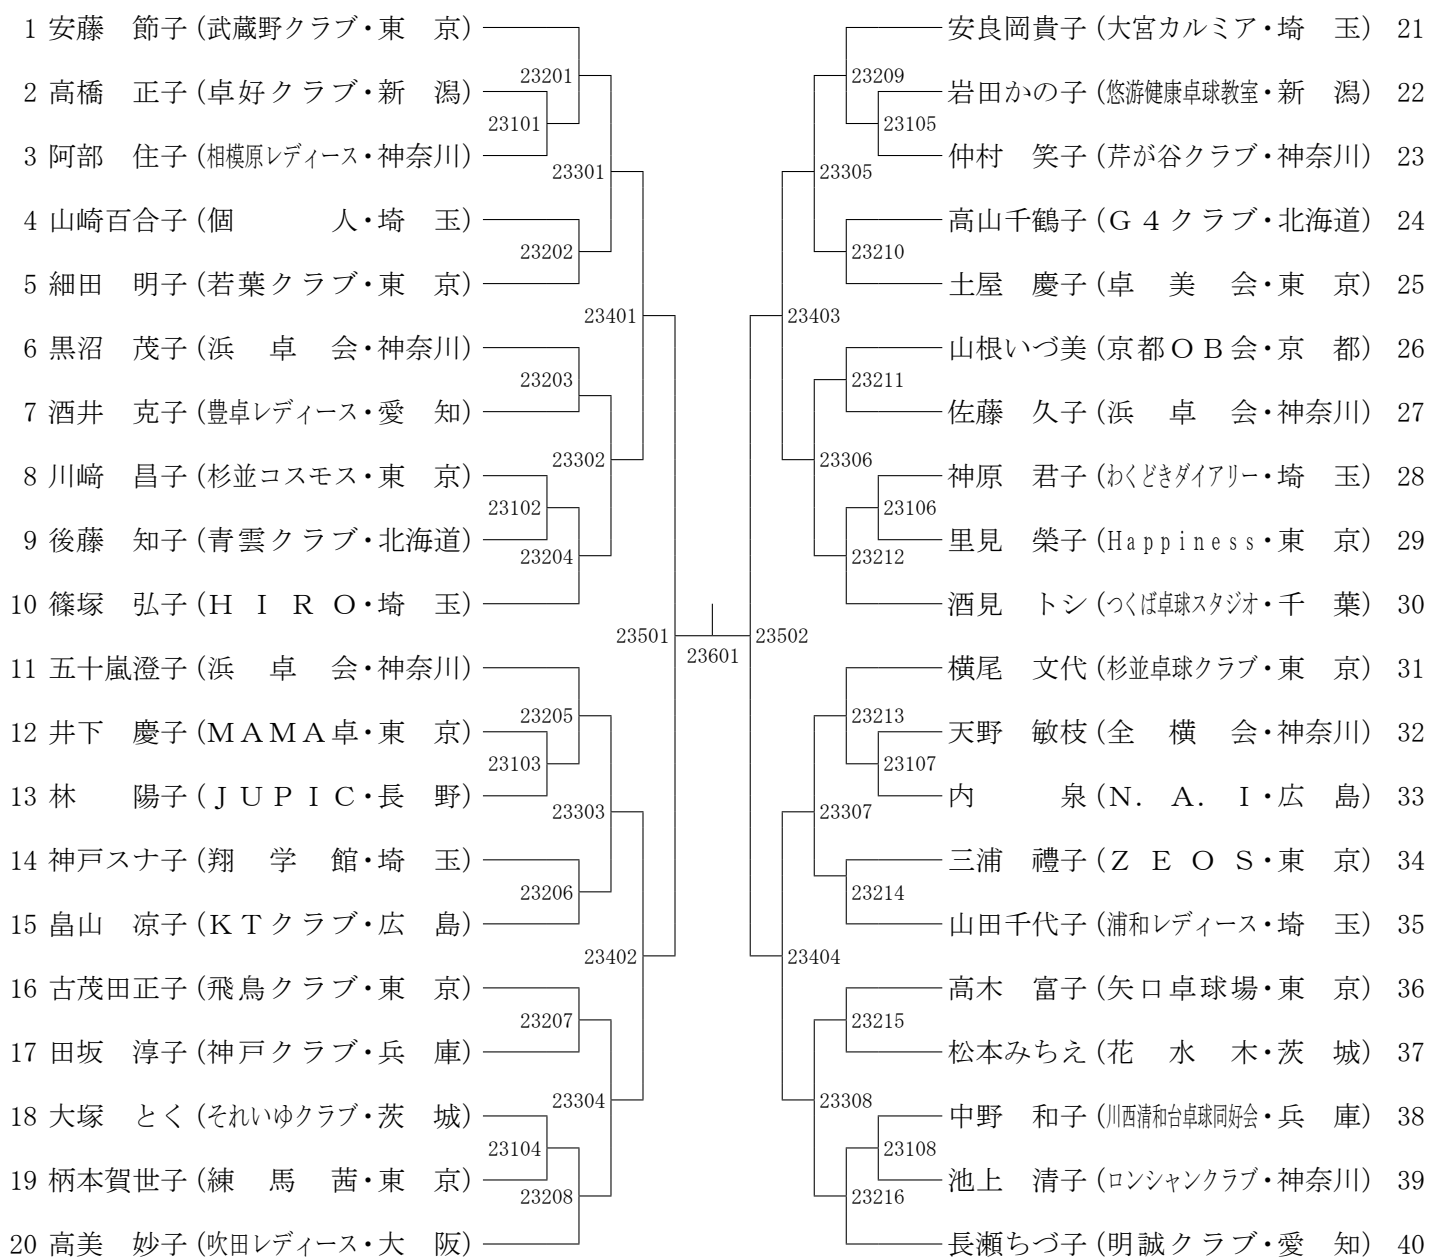 1 安藤　節子 (武蔵野クラブ・東　京)
23201
2 高橋　正子 (卓好クラブ・新　潟)
23101
3 阿部　住子 (相模原レディース・神奈川)
23301
4 山崎百合子 (個　　人・埼　玉)
23202
5 細田　明子 (若葉クラブ・東　京)
23401
6 黒沼　茂子 (浜　卓　会・神奈川)
23203
7 酒井　克子 (豊卓レディース・愛　知)
23302
8 川﨑　昌子 (杉並コスモス・東　京)
23102
9 後藤　知子 (青雲クラブ・北海道)
23204
10 篠塚　弘子 (Ｈ Ｉ Ｒ Ｏ・埼　玉)
23501
11 五十嵐澄子 (浜　卓　会・神奈川)
23205
12 井下　慶子 (ＭＡＭＡ卓・東　京)
23103
13 林　　陽子 (ＪＵＰＩＣ・長　野)
23303
14 神戸スナ子 (翔　学　館・埼　玉)
23206
15 畠山　凉子 (ＫＴクラブ・広　島)
23402
16 古茂田正子 (飛鳥クラブ・東　京)
23207
17 田坂　淳子 (神戸クラブ・兵　庫)
23304
18 大塚　とく (それいゆクラブ・茨　城)
23104
19 柄本賀世子 (練　馬　茜・東　京)
23208
20 高美　妙子 (吹田レディース・大　阪)
23601
安良岡貴子 (大宮カルミア・埼　玉) 21
23209
岩田かの子 (悠游健康卓球教室・新　潟) 22
23105
仲村　笑子 (芹が谷クラブ・神奈川) 23
23305
高山千鶴子 (Ｇ４クラブ・北海道) 24
23210
土屋　慶子 (卓　美　会・東　京) 25
23403
山根いづ美 (京都ＯＢ会・京　都) 26
23211
佐藤　久子 (浜　卓　会・神奈川) 27
23306
神原　君子 (わくどきダイアリー・埼　玉) 28
23106
里見　榮子 (Happiness・東　京) 29
23212
酒見　トシ (つくば卓球スタジオ・千　葉) 30
23502
横尾　文代 (杉並卓球クラブ・東　京) 31
23213
天野　敏枝 (全　横　会・神奈川) 32
23107
内　　　泉 (Ｎ．Ａ．Ｉ・広　島) 33
23307
三浦　禮子 (Ｚ Ｅ Ｏ Ｓ・東　京) 34
23214
山田千代子 (浦和レディース・埼　玉) 35
23404
高木　富子 (矢口卓球場・東　京) 36
23215
松本みちえ (花　水　木・茨　城) 37
23308
中野　和子 (川西清和台卓球同好会・兵　庫) 38
23108
池上　清子 (ロンシャンクラブ・神奈川) 39
23216
長瀬ちづ子 (明誠クラブ・愛　知) 40